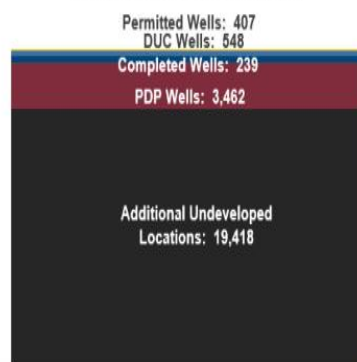 Permitted Wells: 407
DUC Wells: 548
Completed Wells: 239
PDP Wells: 3,462
Additional Undeveloped
Locations: 19,418